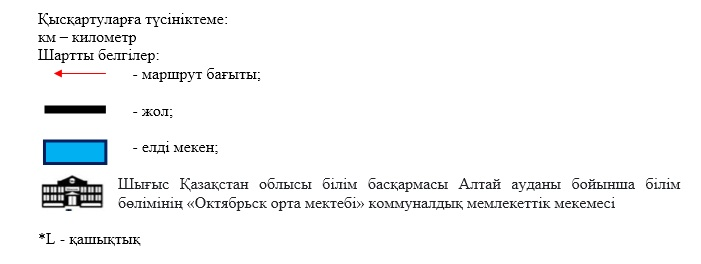 Қысқартуларға түсініктеме:
км – километр
Шартты белгілер:
- маршрут бағыты;
- жол;
- елді мекен;
Шығыс Қазақстан облысы білім басқармасы Алтай ауданы бойынша білім
бөлімінің «Октябрьск орта мектебі» коммуналдық мемлекеттік мекемесі
*L - қашықтық